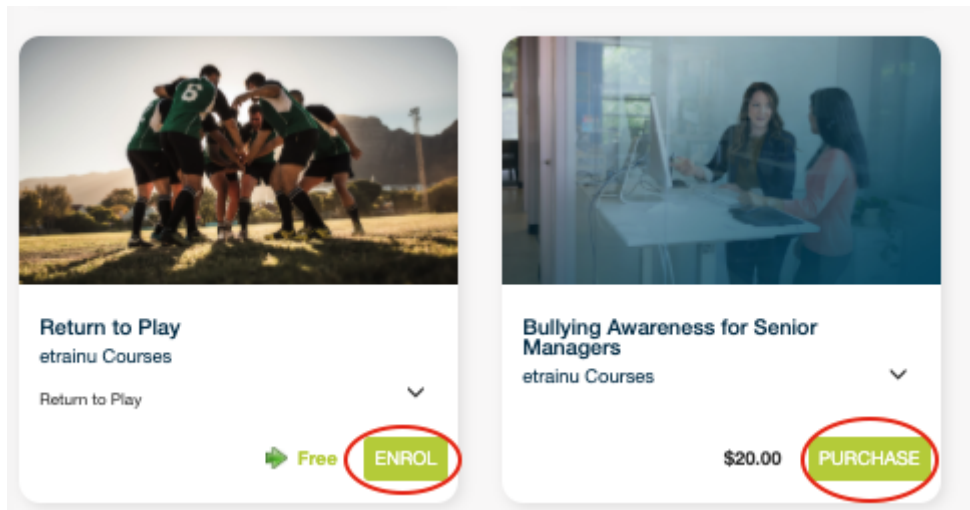 6
Return to Play
etrainu Courses
Return to Play
Free
ENROL
Bullying Awareness for Senior
Managers
etrainu Courses
$20.00
PURCHASE